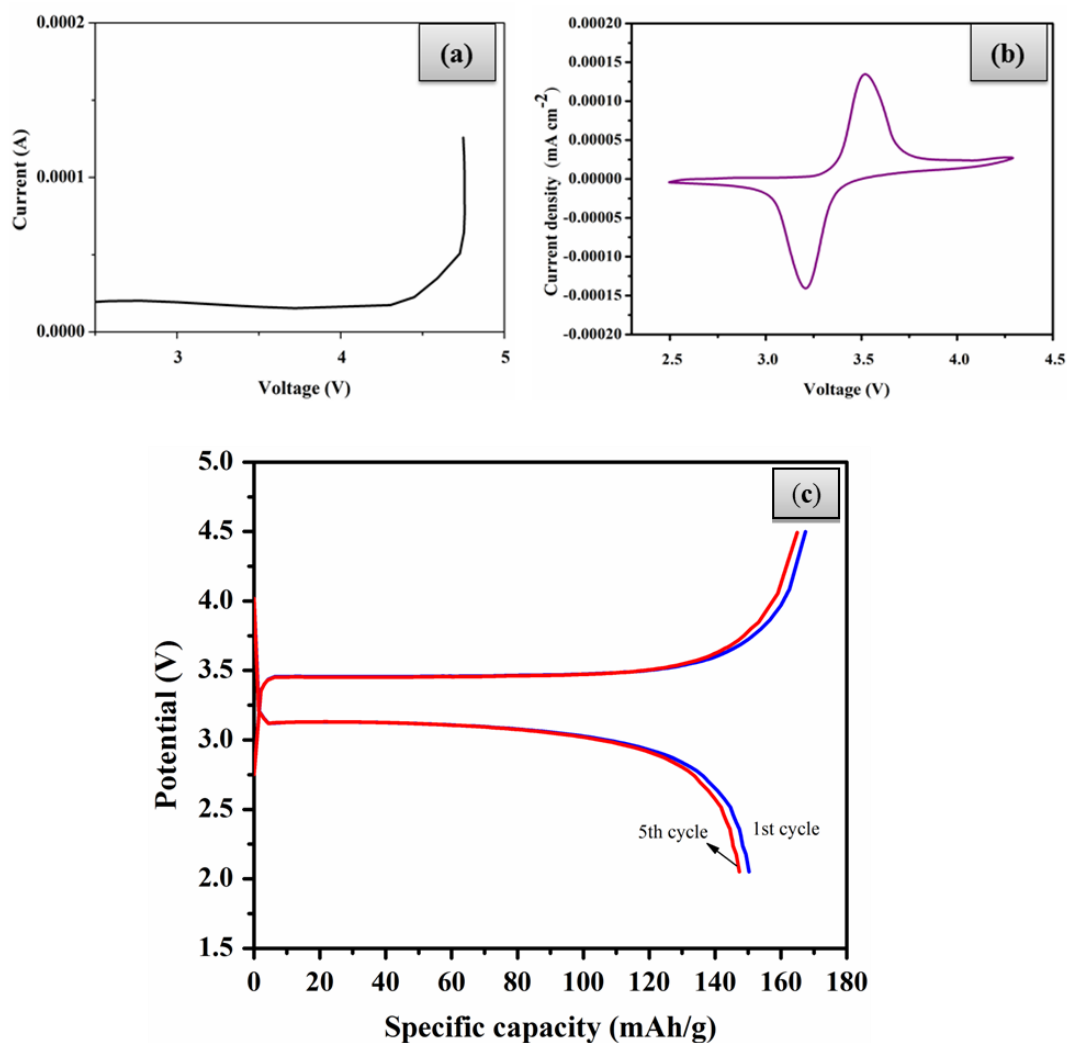 (a)
0.0002
0.0001
0.0000
Current (A)
3 4 5
Voltage (V)
(b)
0.00020
0.00015
0.00010
0.00005
0.00000
-0.00005
-0.00010
-0.00015
-0.00020
Current density (mA cm-2)
2.5 3.0 3.5 4.0 4.5
Voltage (V)
(c)
5.0
4.5
4.0
3.5
3.0
2.5
2.0
1.5
Potential (V)
5th cycle
1st cycle
0 20 40 60 80 100 120 140 160 180
Specific capacity (mAh/g)